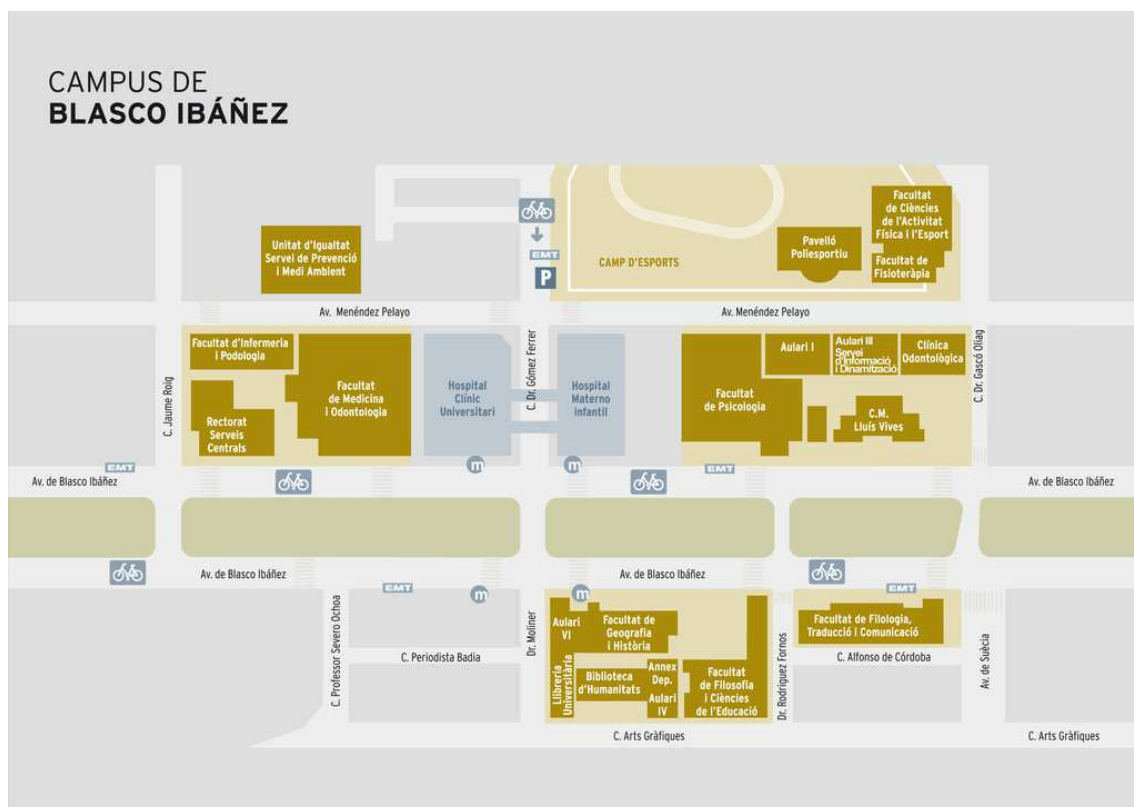 CAMPUS DE
BLASCO IBÁÑEZ
Unitat d'Igualtat
Servei de Prevenció
i Medi Ambient
EMT
P
CAMP D'ESPORTS
Pavelló
Poliesportiu
Facultat
de Ciències
de l'Activitat
Física i l'Esport
Facultat de
Fisioteràpia
Av. Menéndez Pelayo
Av. Menéndez Pelayo
C. Jaume Roig
Facultat d'Infermeria
i Podologia
Rectorat
Serveis
Centrals
Facultat
de Medicina
i Odontologia
Hospital
Clínic
Universitari
C. Dr. Gómez Ferrer
Hospital
Materno
infantil
Facultat
de Psicologia
Aulari I
Aulari III
Servei
d'Informació
i Dinamització
Clínica
Odontològica
C.M.
Lluís Vives
C. Dr. Gascó Oliag
EMT
m
m
EMT
Av. de Blasco Ibáñez
Av. de Blasco Ibáñez
Av. de Blasco Ibáñez
Av. de Blasco Ibáñez
EMT
m
m
EMT
C. Professor Severo Ochoa
C. Periodista Badia
Dr. Moliner
Aulari
VI
Llibreria
Universitària
Facultat de
Geografia
i Història
Biblioteca
d'Humanitats
Annex
Dep.
Aulari
IV
Facultat
de Filosofia
i Ciències
de l'Educació
Dr. Rodríguez Fornos
Facultat de Filologia,
Traducció i Comunicació
C. Alfonso de Córdoba
Av. de Suècia
C. Arts Gràfiques
C. Arts Gràfiques